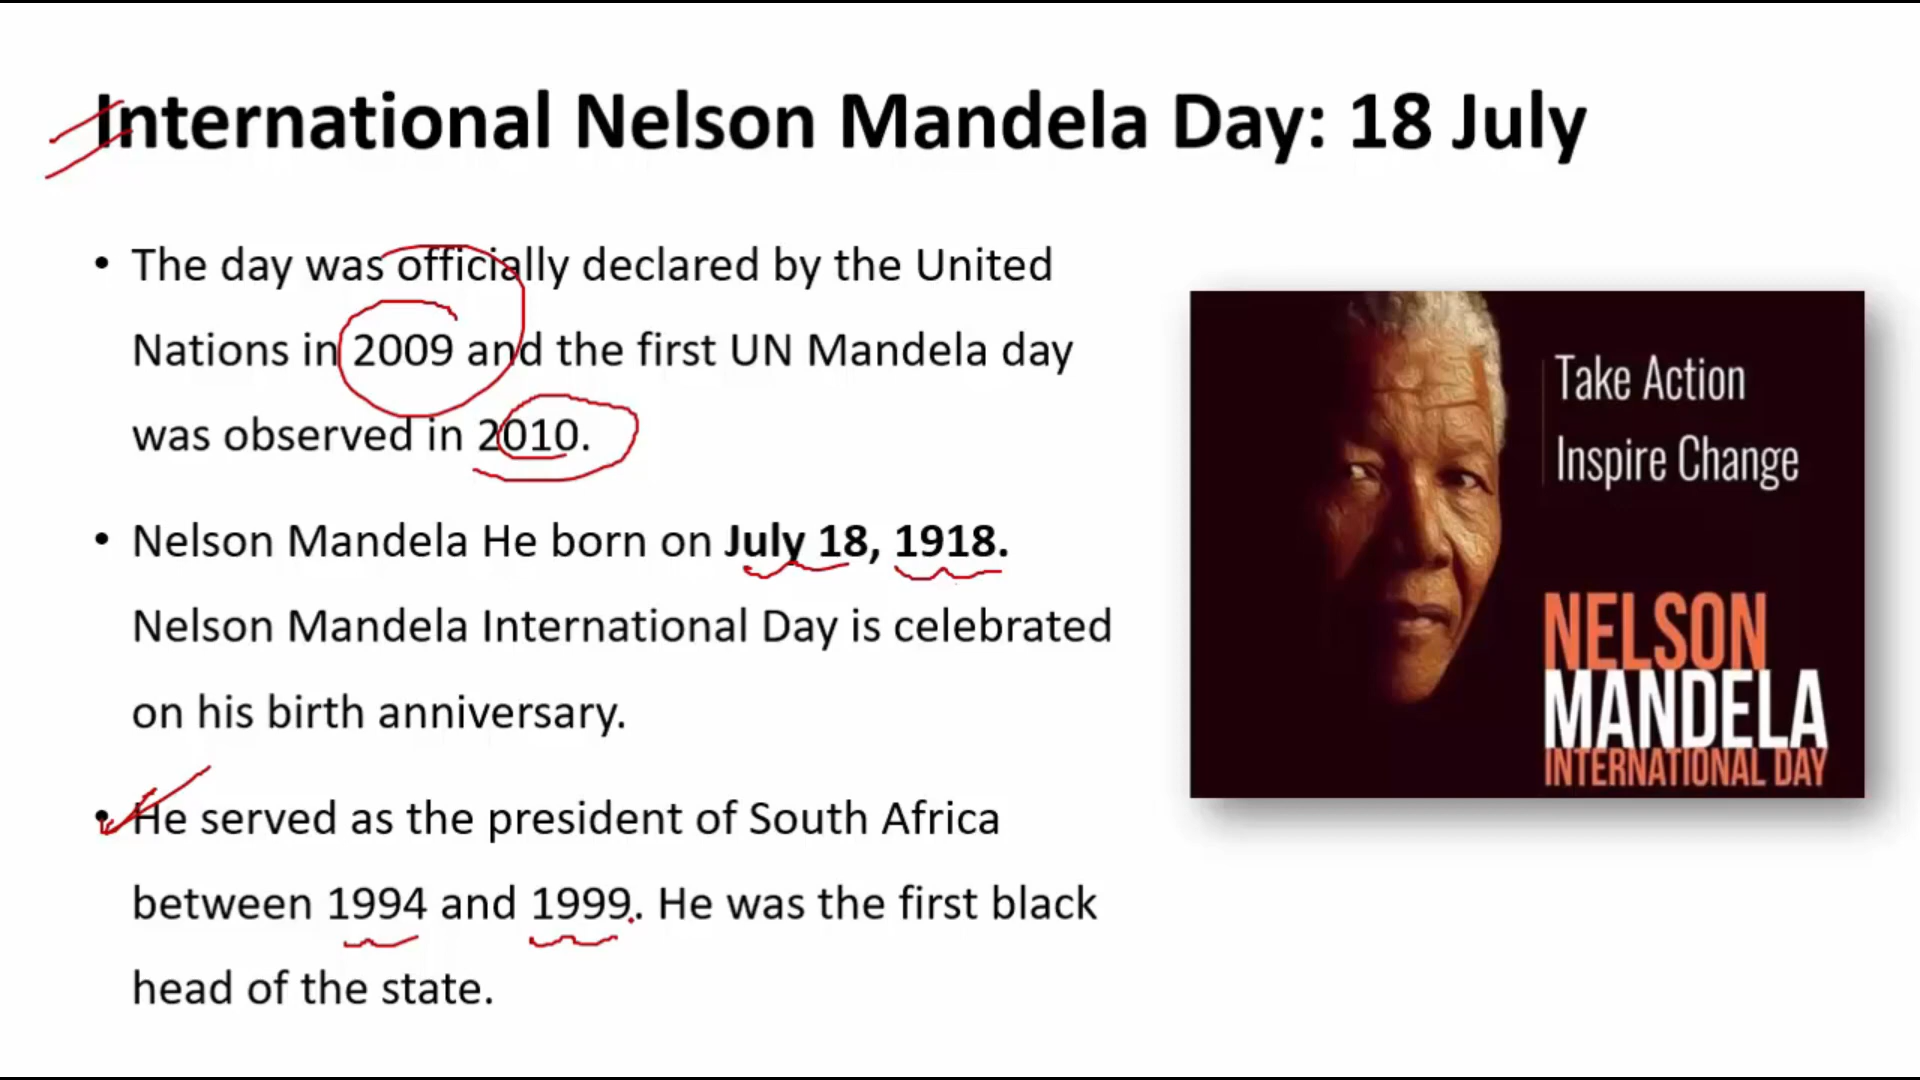 International Nelson Mandela Day: 18 July
• The day was officially declared by the United
Nations in 2009 and the first UN Mandela day
was observed in 2010.
• Nelson Mandela He born on July 18, 1918.
Nelson Mandela International Day is celebrated
on his birth anniversary.
• He served as the president of South Africa
between 1994 and 1999. He was the first black
head of the state.
Take Action
Inspire Change
NELSON
MANDELA
INTERNATIONAL DAY